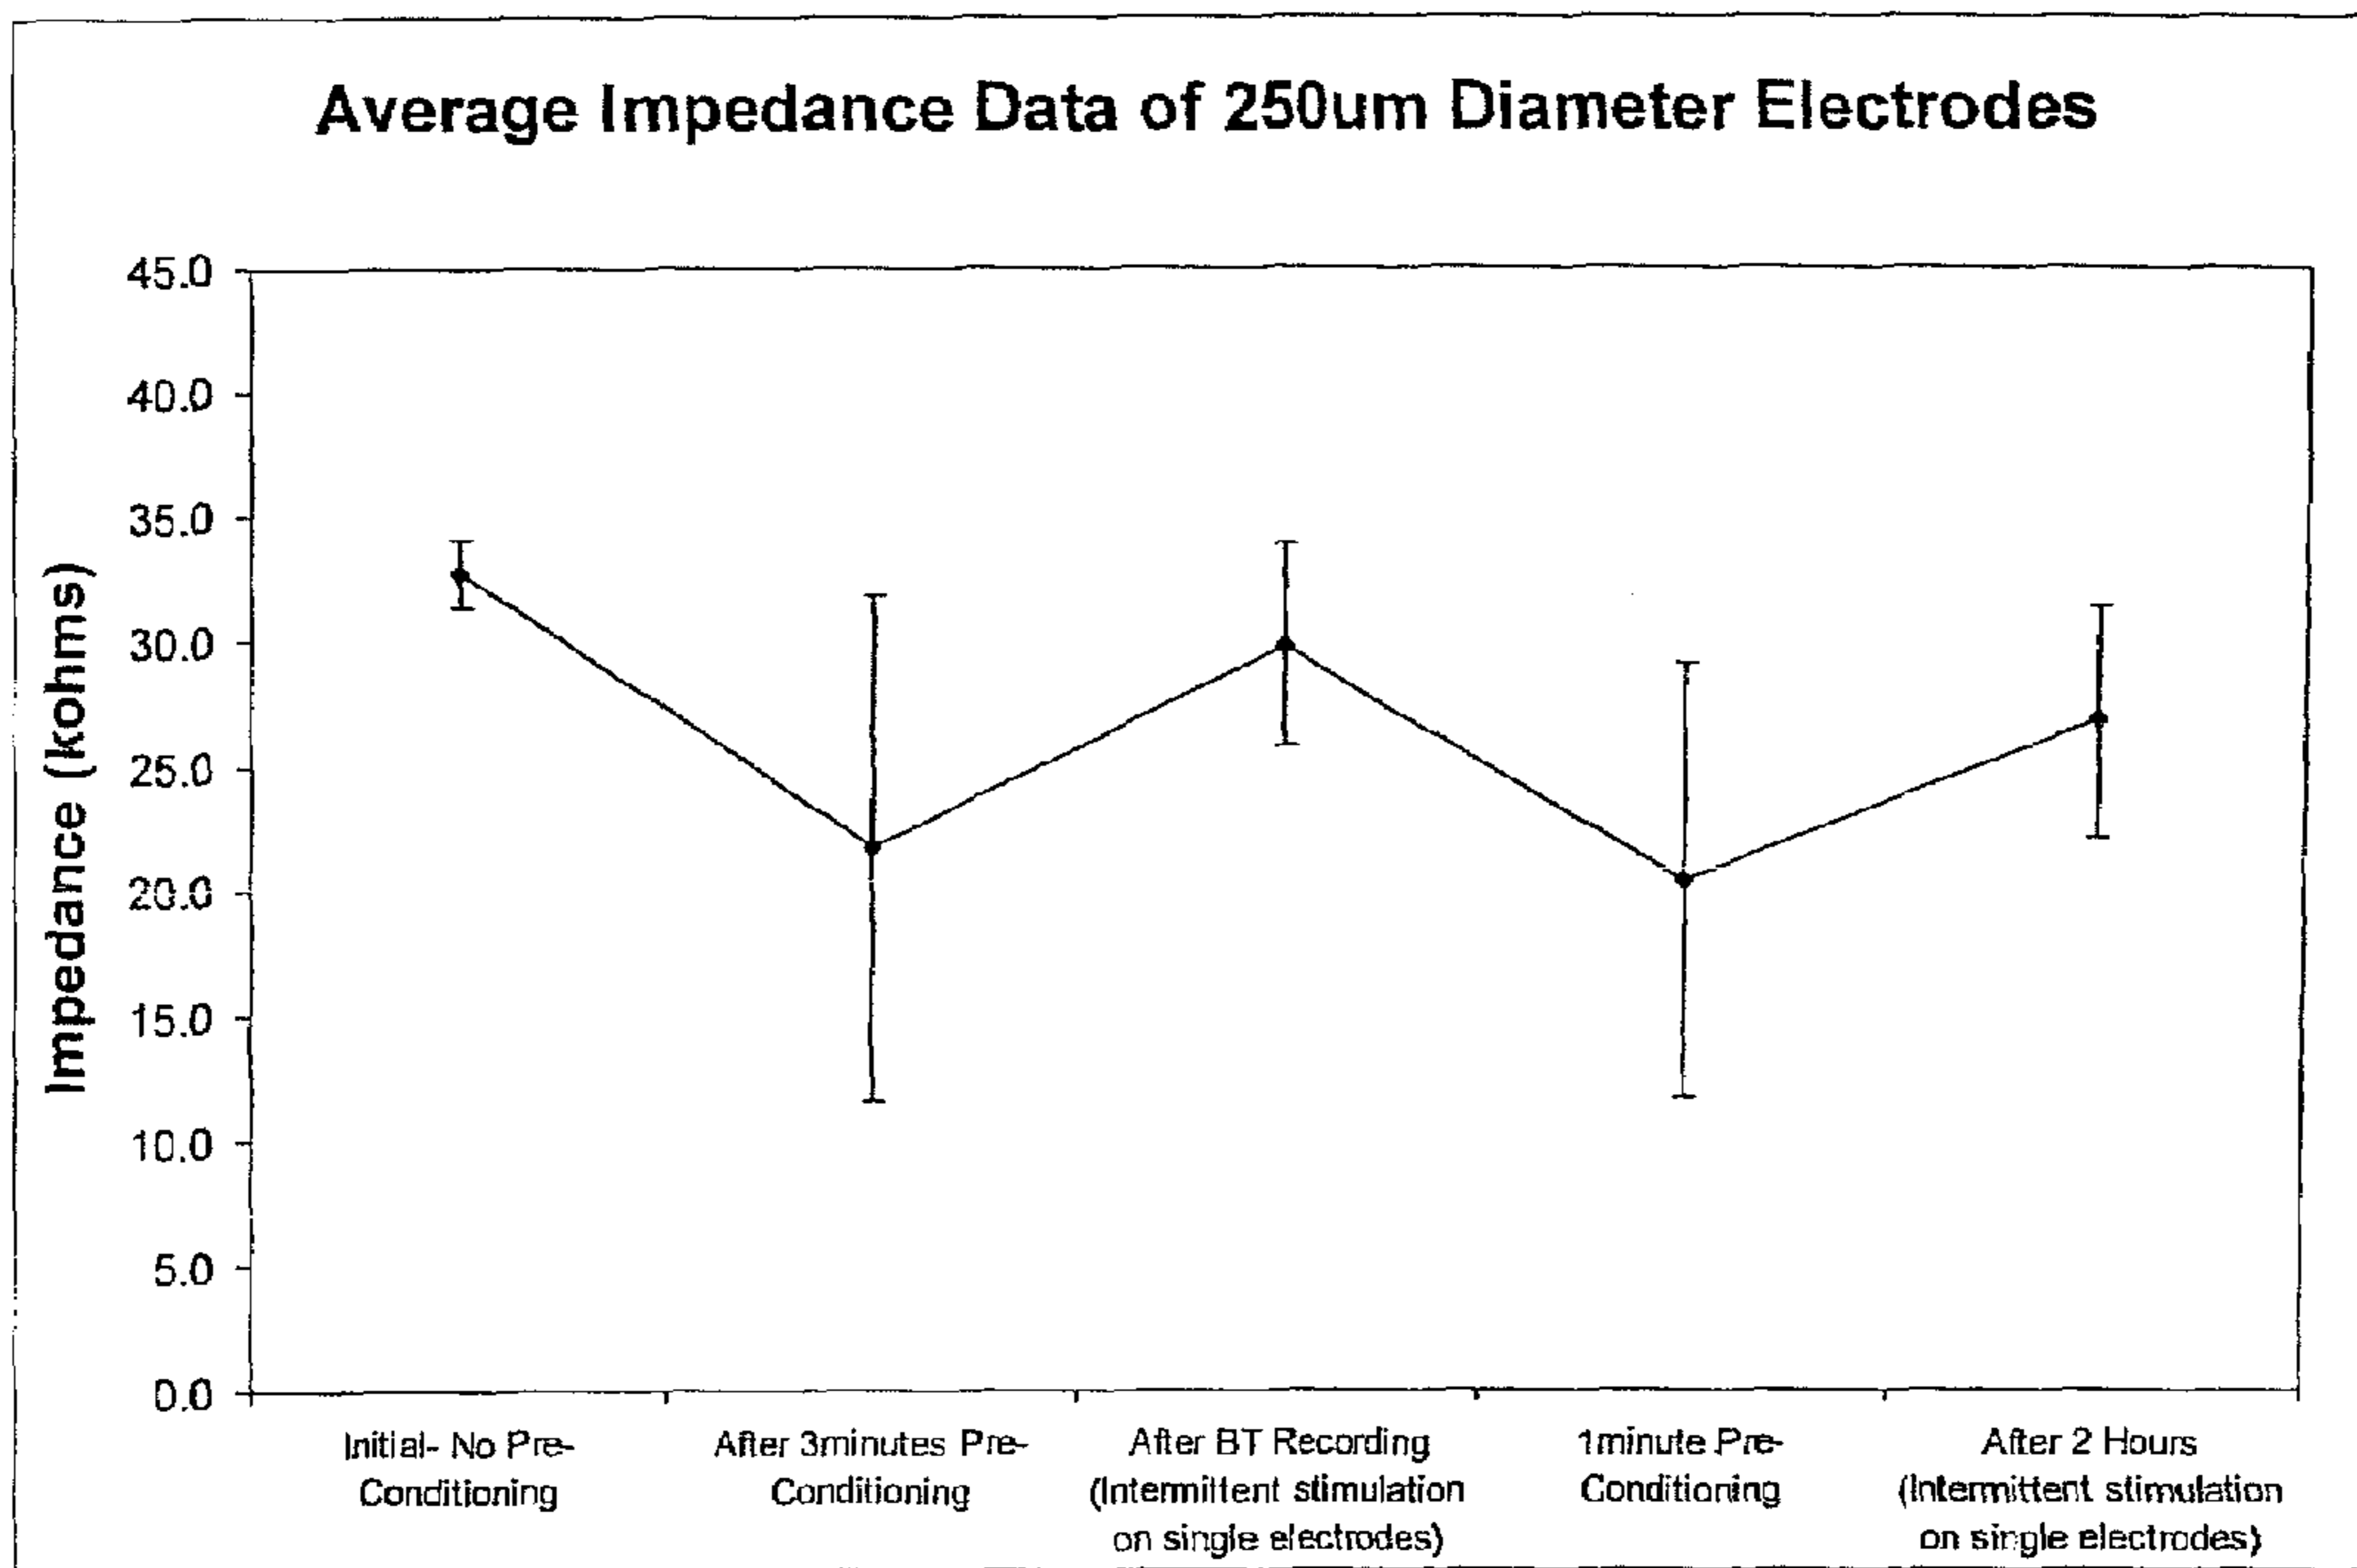 Average Impedance Data of 250um Diameter Electrodes
45.0
40.0
35.0
30.0
25.0
20.0
15.0
10.0
5.0
0.0
Impedance (kohms)
Initial- No Pre-
Conditioning
After 3minutes Pre-
Conditioning
After BT Recording
(Intermittent stimulation
on single electrodes)
1minute Pre-
Conditioning
After 2 Hours
(Intermittent stimulation
on single electrodes)